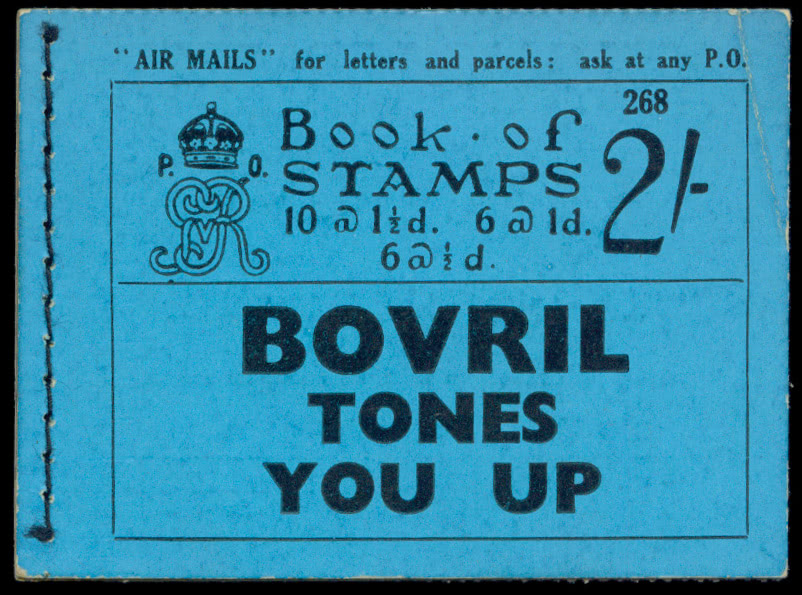 "AIR MAILS" for letters and parcels: ask at any P.O.
268
Book · of
P. O.
STAMPS
2/-
10 @ 1½d. 6 @ 1d.
6 @ ½d.
BOVRIL
TONES
YOU UP